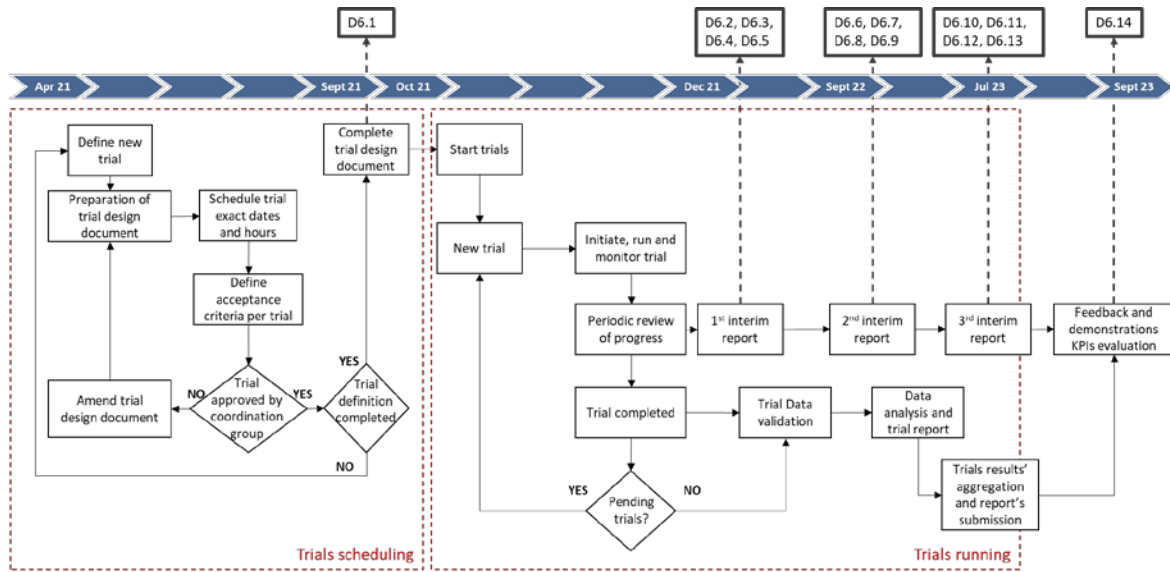 D6.1
D6.2, D6.3,
D6.4, D6.5
D6.6, D6.7,
D6.8, D6.9
D6.10, D6.11,
D6.12, D6.13
D6.14
Apr 21
Sept 21
Oct 21
Dec 21
Sept 22
Jul 23
Sept 23
Define new
trial
Preparation of
trial design
document
Schedule trial
exact dates
and hours
Define
acceptance
criteria per trial
Trial
approved by
coordination
group
NO
YES
Amend trial
design document
Trial
definition
completed
YES
NO
Complete
trial design
document
Trials scheduling
Start trials
New trial
Initiate, run and
monitor trial
Periodic review
of progress
1st interim
report
2nd interim
report
3rd interim
report
Feedback and
demonstrations
KPIs evaluation
Trial completed
Trial Data
validation
Data
analysis and
trial report
Pending
trials?
YES
NO
Trials results'
aggregation
and report's
submission
Trials running